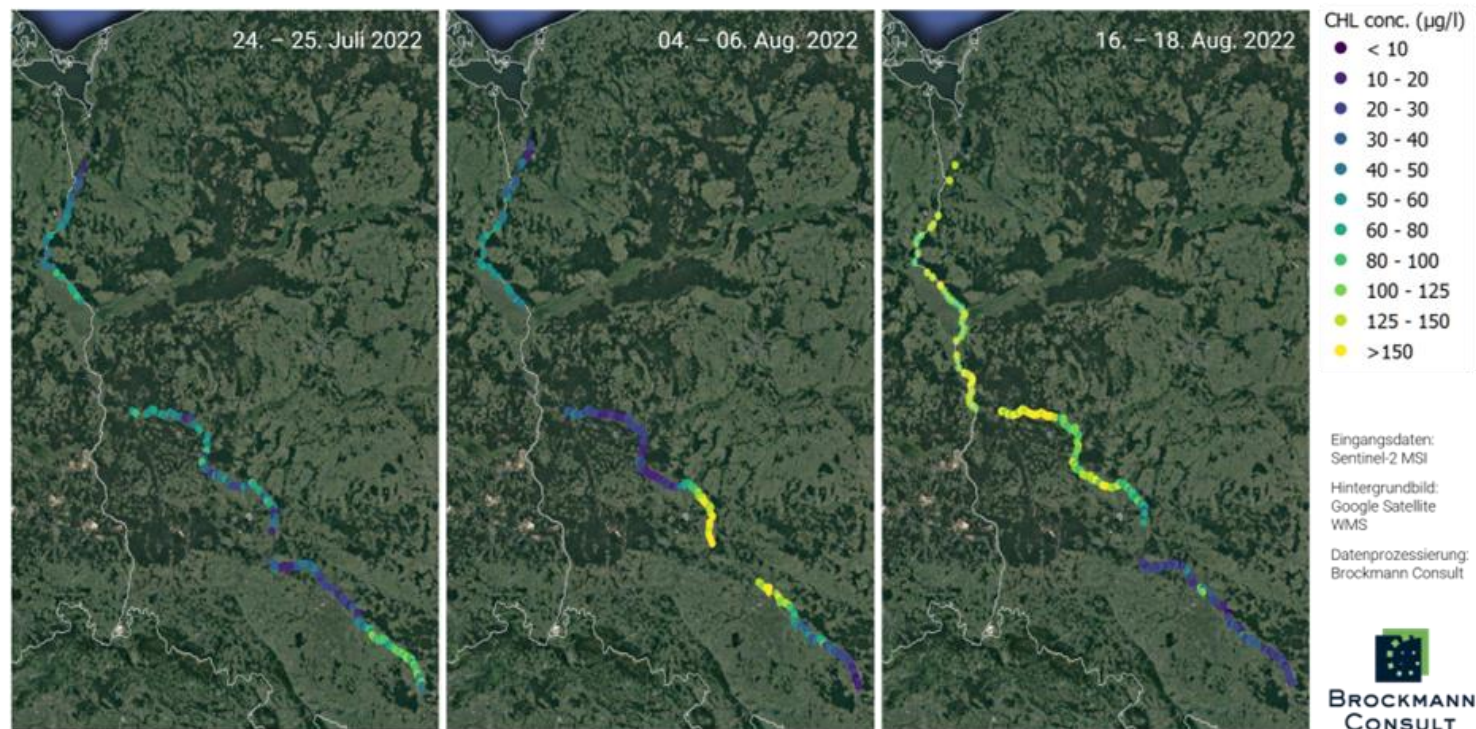 24. – 25. Juli 2022
04. – 06. Aug. 2022
16. – 18. Aug. 2022
CHL conc. (µg/l)
< 10
10 - 20
20 - 30
30 - 40
40 - 50
50 - 60
60 - 80
80 - 100
100 - 125
125 - 150
>150
Eingangsdaten:
Sentinel-2 MSI
Hintergrundbild:
Google Satellite
WMS
Datenprozessierung:
Brockmann Consult
BROCKMANN
CONSULT